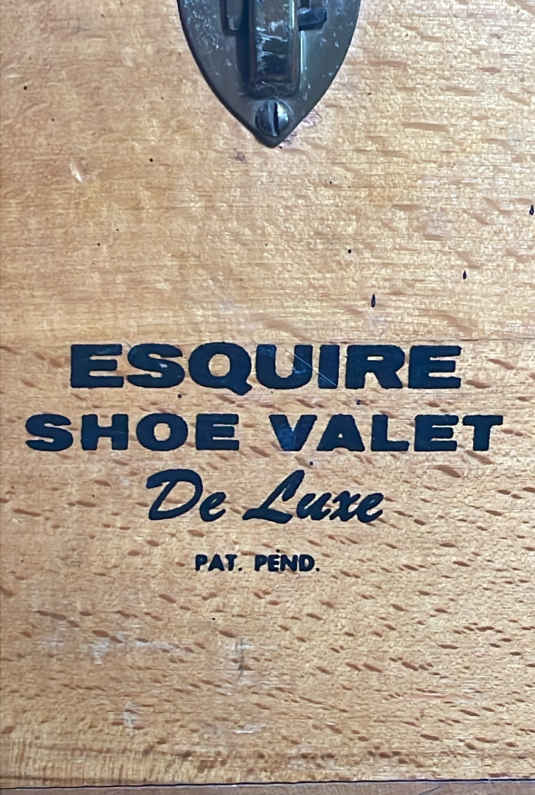 ESQUIRE
SHOE VALET
De Luxe
PAT. PEND.